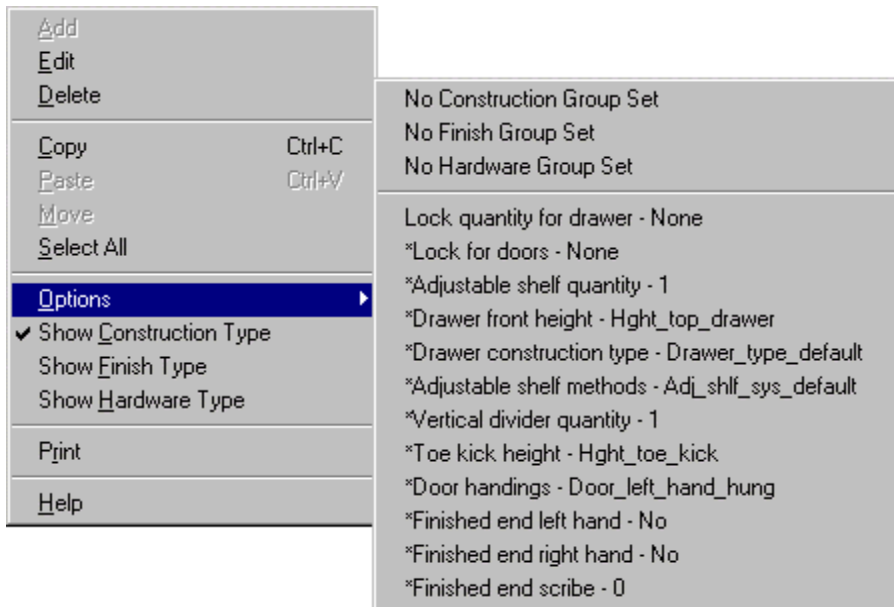 Add
Edit
Delete
Copy Ctrl+C
Paste Ctrl+V
Move
Select All
Options
Show Construction Type
Show Finish Type
Show Hardware Type
Print
Help
No Construction Group Set
No Finish Group Set
No Hardware Group Set
Lock quantity for drawer - None
*Lock for doors - None
*Adjustable shelf quantity - 1
*Drawer front height - Hght_top_drawer
*Drawer construction type - Drawer_type_default
*Adjustable shelf methods - Adj_shlf_sys_default
*Vertical divider quantity - 1
*Toe kick height - Hght_toe_kick
*Door handings - Door_left_hand_hung
*Finished end left hand - No
*Finished end right hand - No
*Finished end scribe - 0